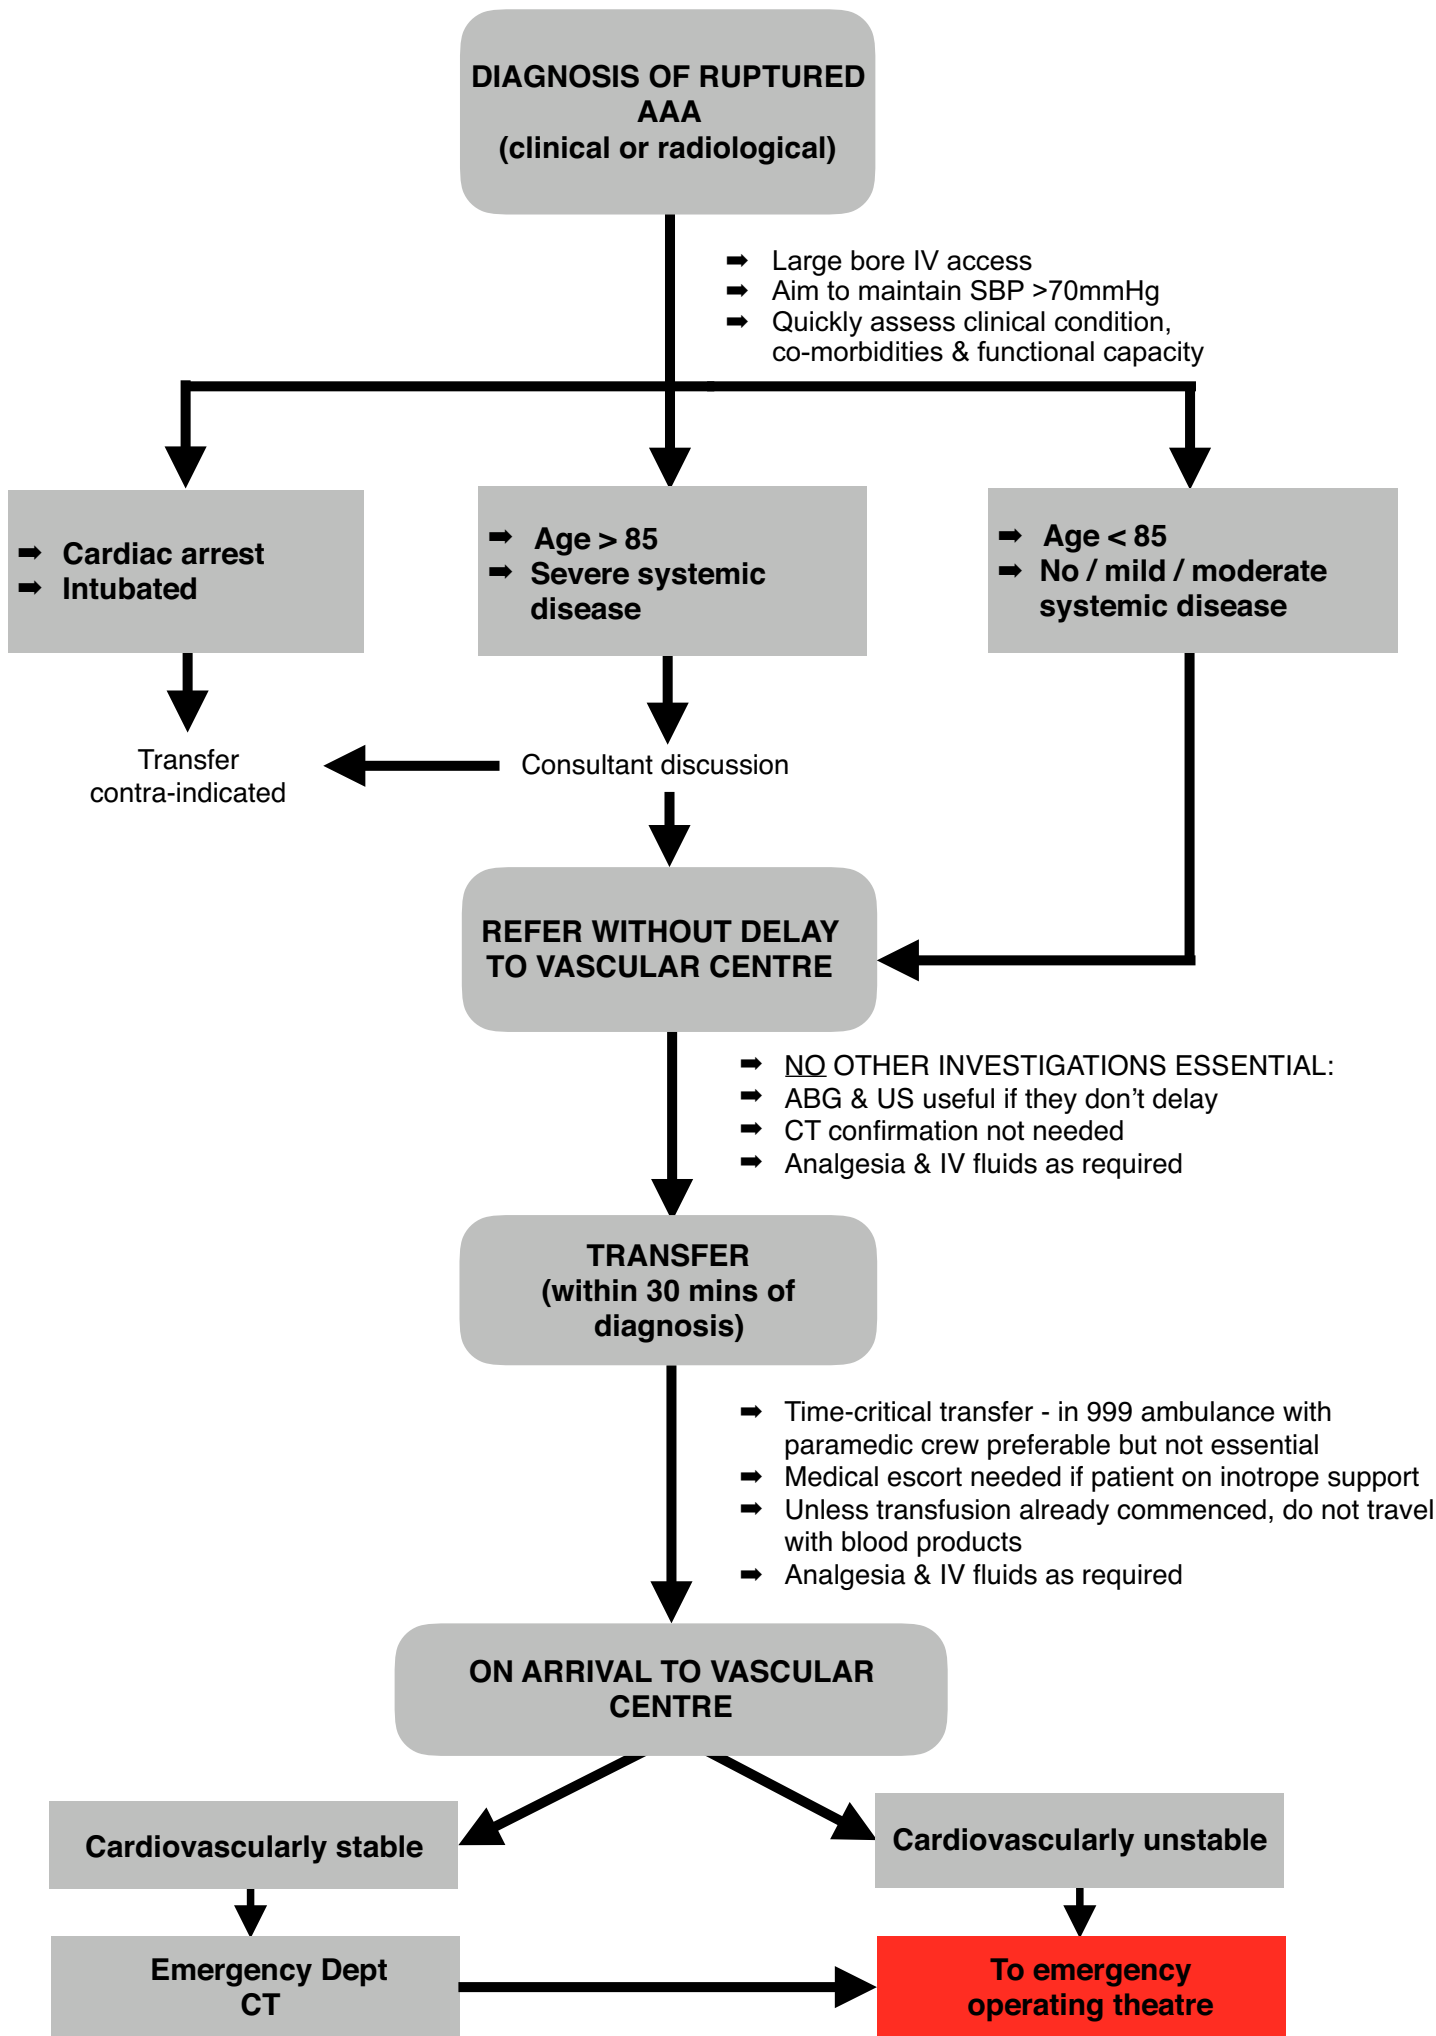 DIAGNOSIS OF RUPTURED
AAA
(clinical or radiological)
➡ Large bore IV access
➡ Aim to maintain SBP >70mmHg
➡ Quickly assess clinical condition,
co-morbidities & functional capacity
➡ Cardiac arrest
➡ Intubated
➡ Age > 85
➡ Severe systemic
disease
➡ Age < 85
➡ No / mild / moderate
systemic disease
Transfer
contra-indicated
Consultant discussion
REFER WITHOUT DELAY
TO VASCULAR CENTRE
➡ NO OTHER INVESTIGATIONS ESSENTIAL:
➡ ABG & US useful if they don’t delay
➡ CT confirmation not needed
➡ Analgesia & IV fluids as required
TRANSFER
(within 30 mins of
diagnosis)
➡ Time-critical transfer - in 999 ambulance with
paramedic crew preferable but not essential
➡ Medical escort needed if patient on inotrope support
➡ Unless transfusion already commenced, do not travel
with blood products
➡ Analgesia & IV fluids as required
ON ARRIVAL TO VASCULAR
CENTRE
Cardiovascularly stable
Cardiovascularly unstable
Emergency Dept
CT
To emergency
operating theatre